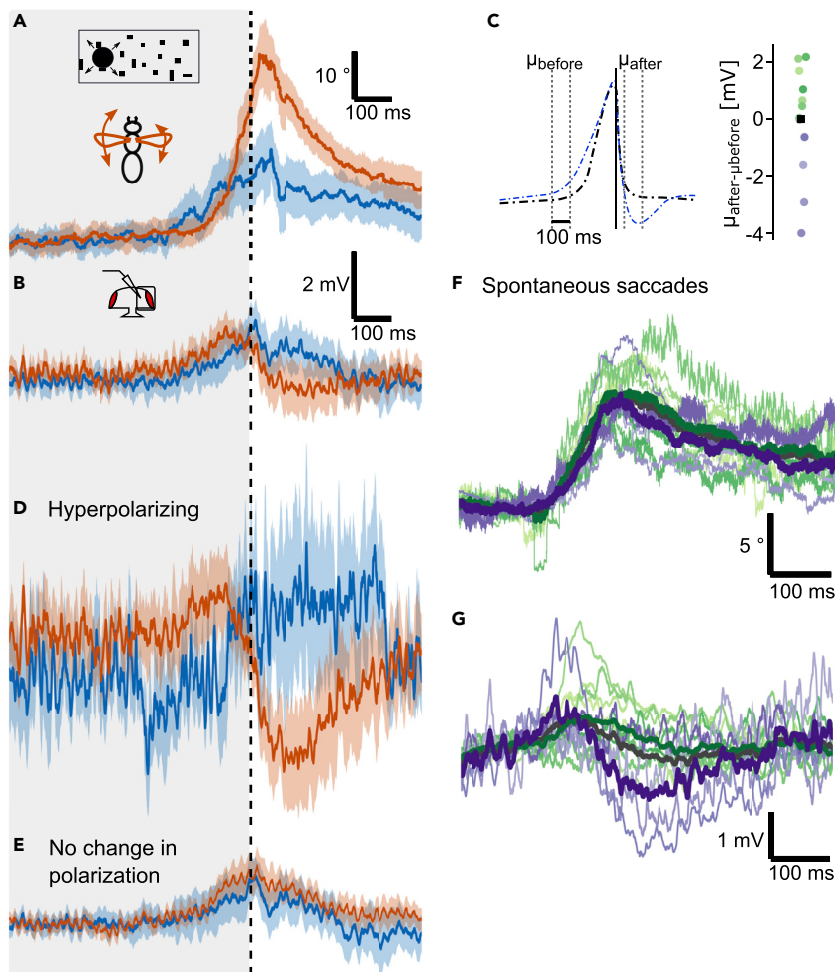 A
10 °
100 ms
B
2 mV
100 ms
C
μbefore
μafter
100 ms
μafter-μbefore [mV]
2
0
-2
-4
D Hyperpolarizing
E No change in
polarization
F Spontaneous saccades
5 °
100 ms
G
1 mV
100 ms